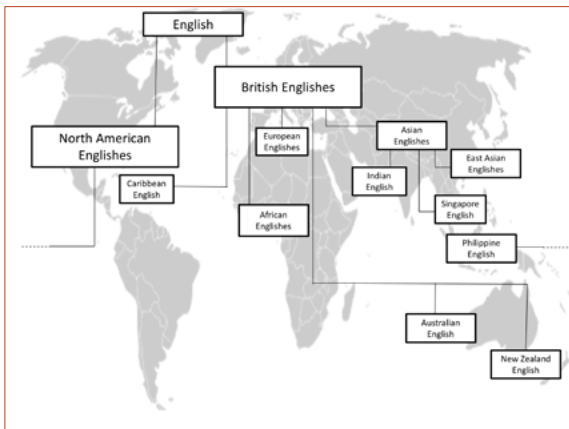 English
British Englishes
North American
Englishes
European
Englishes
Asian
Englishes
East Asian
Englishes
Caribbean
English
Indian
English
African
Englishes
Singapore
English
Philippine
English
Australian
English
New Zealand
English